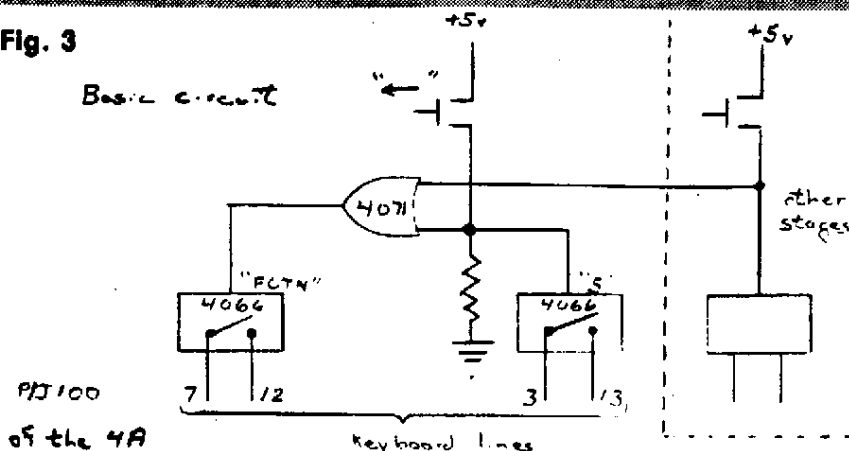 Fig. 3
Basic circuit
+5v
+5v
"←"
4071
other
stages
"FCTN"
4066
"S"
4066
P/J100
of the 4A
7 12
3 13
keyboard lines